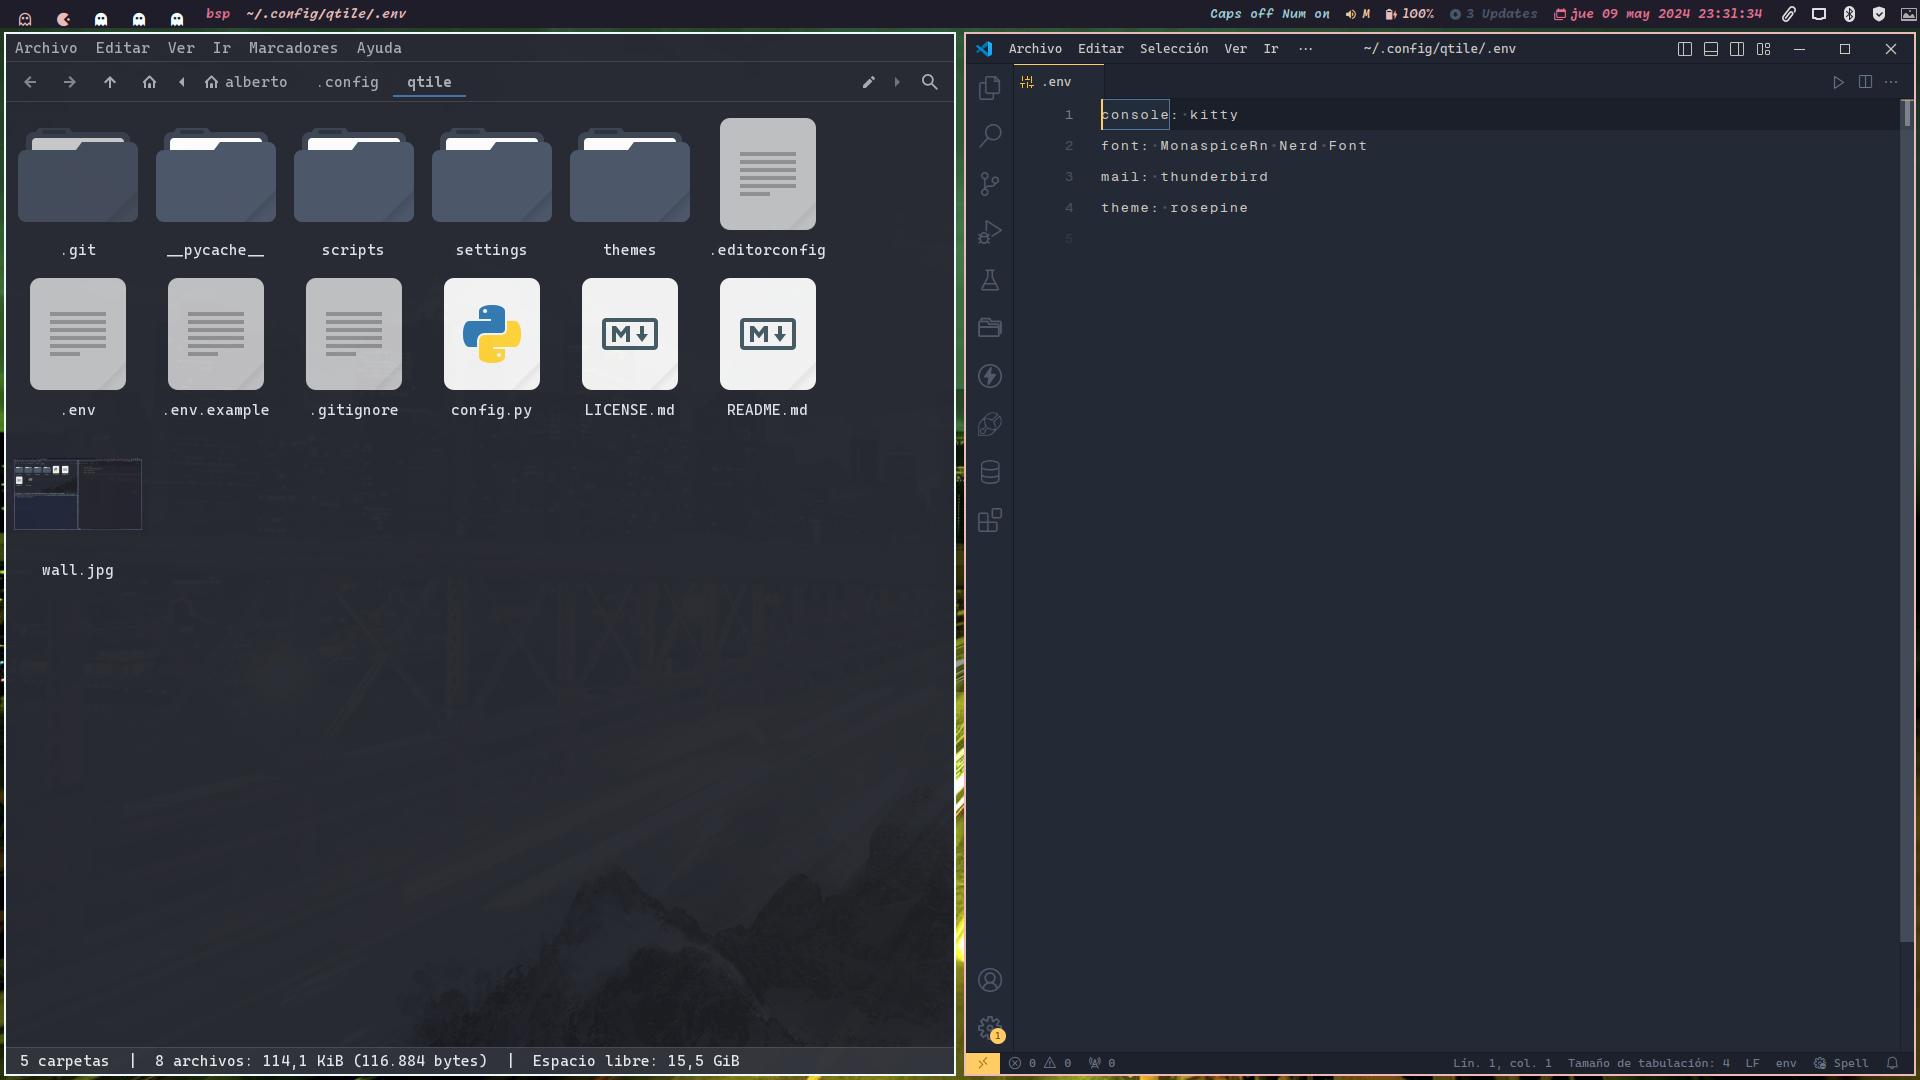 bsp ~/.config/qtile/.env
Caps off Num on M 100% 3 Updates jue 09 may 2024 23:31:34
Archivo Editar Ver Ir Marcadores Ayuda
alberto .config qtile
.git __pycache__ scripts settings themes .editorconfig
.env .env.example .gitignore config.py LICENSE.md README.md
wall.jpg
5 carpetas | 8 archivos: 114,1 KiB (116.884 bytes) | Espacio libre: 15,5 GiB
Archivo Editar Selección Ver Ir ··· ~/.config/qtile/.env
.env
1 console: kitty
2 font: MonaspiceRn Nerd Font
3 mail: thunderbird
4 theme: rosepine
5
1
0 0 0 Lín. 1, col. 1 Tamaño de tabulación: 4 LF env Spell